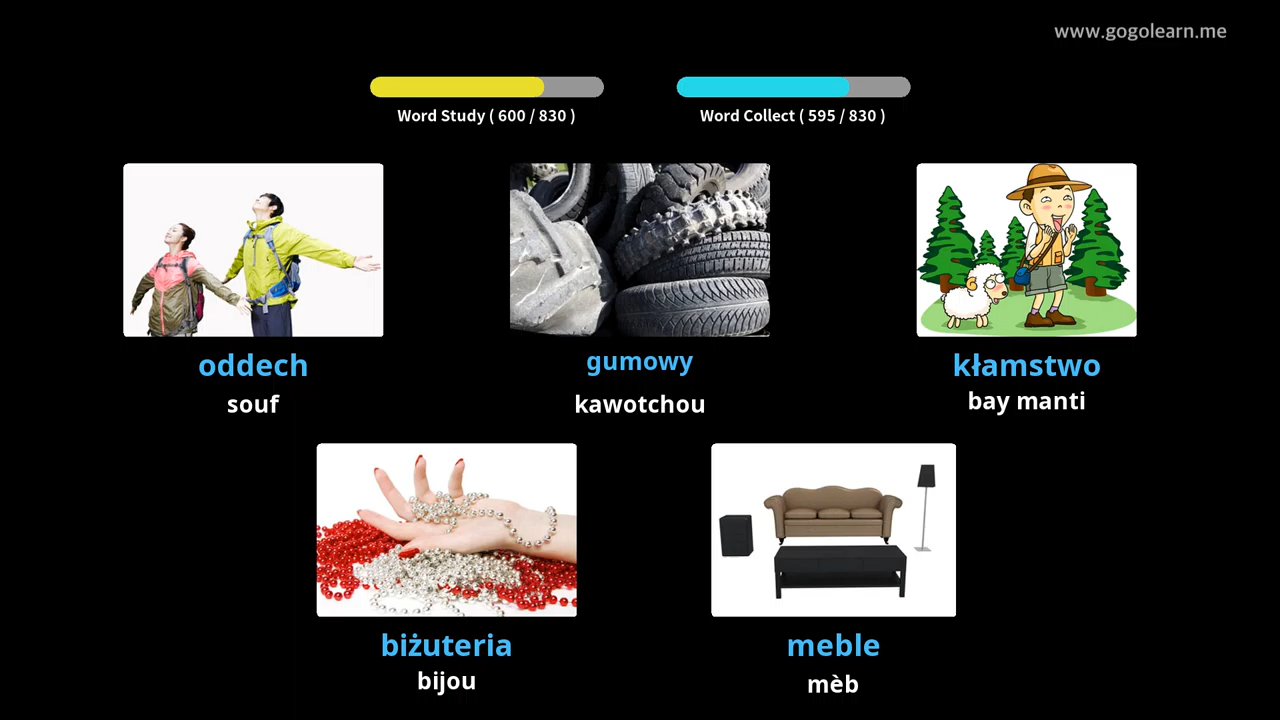 www.gogolearn.me
Word Study ( 600 / 830 )
Word Collect ( 595 / 830 )
oddech
souf
gumowy
kawotchou
kłamstwo
bay manti
biżuteria
bijou
meble
mèb